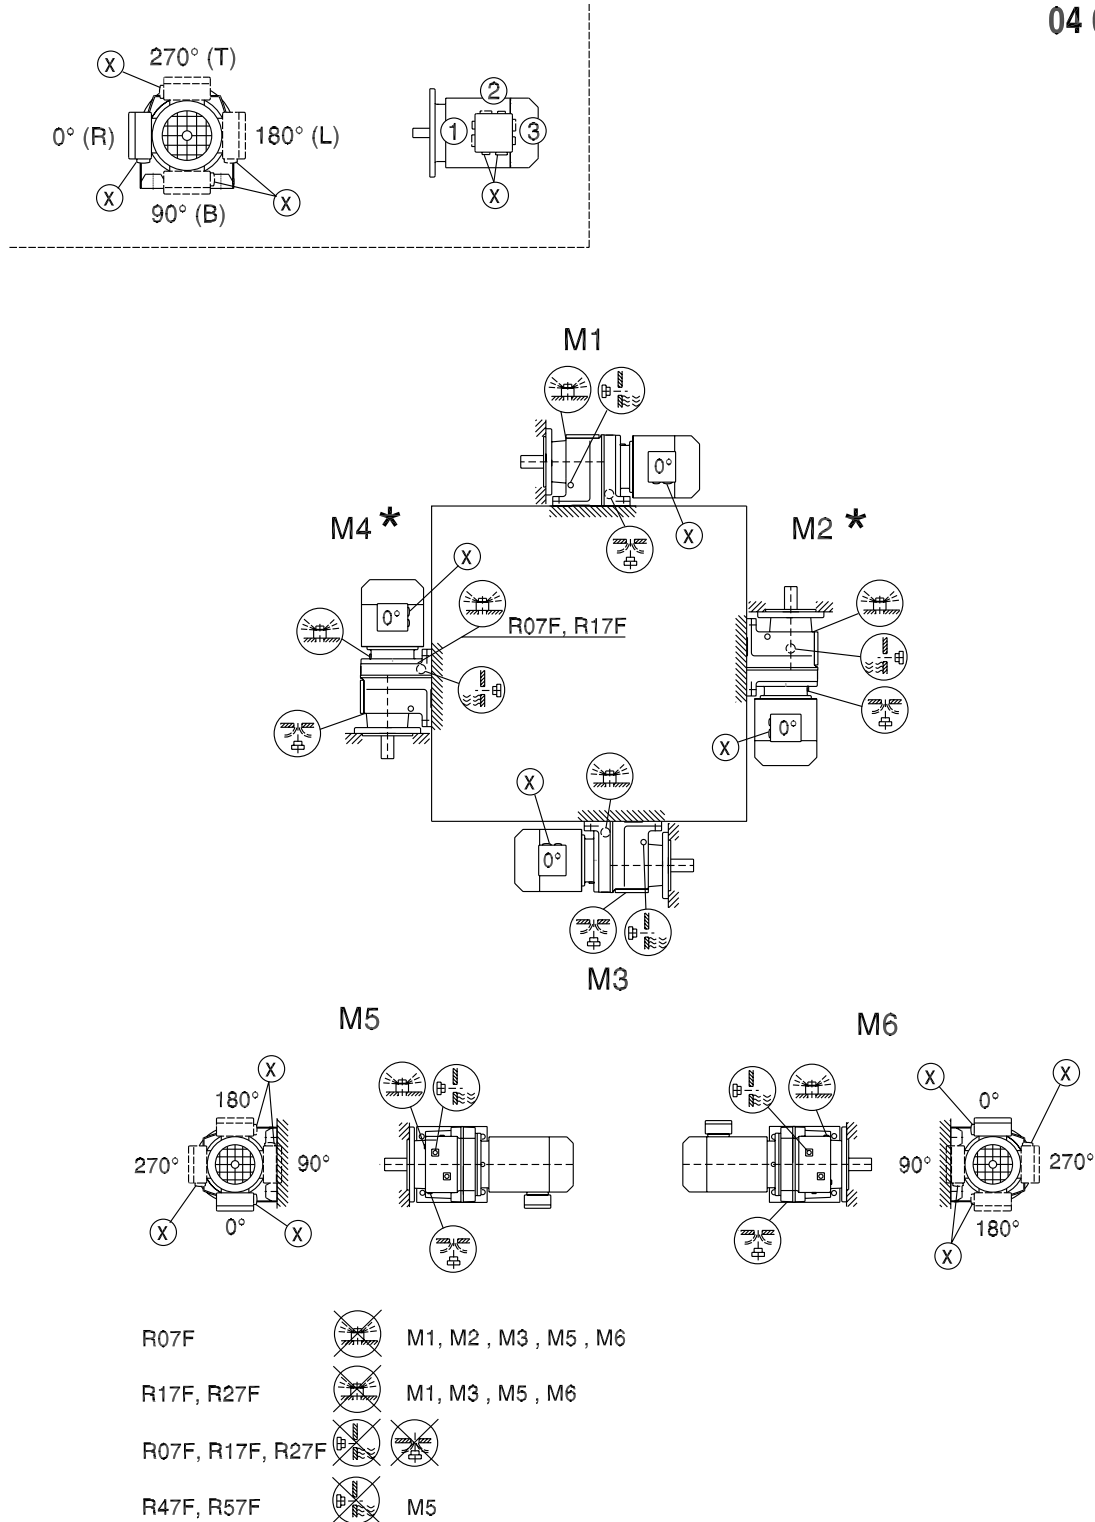 04
270° (T)
X
0° (R)
180° (L)
X
X
90° (B)
2
1
3
X
M1
0°
X
M4 *
M2 *
X
0°
R07F, R17F
0°
X
X
0°
M3
M5
M6
X
180°
270°
90°
X
0°
X
X
X
0°
90°
270°
180°
X
R07F
M1, M2 , M3 , M5 , M6
R17F, R27F
M1, M3 , M5 , M6
R07F, R17F, R27F
R47F, R57F
M5